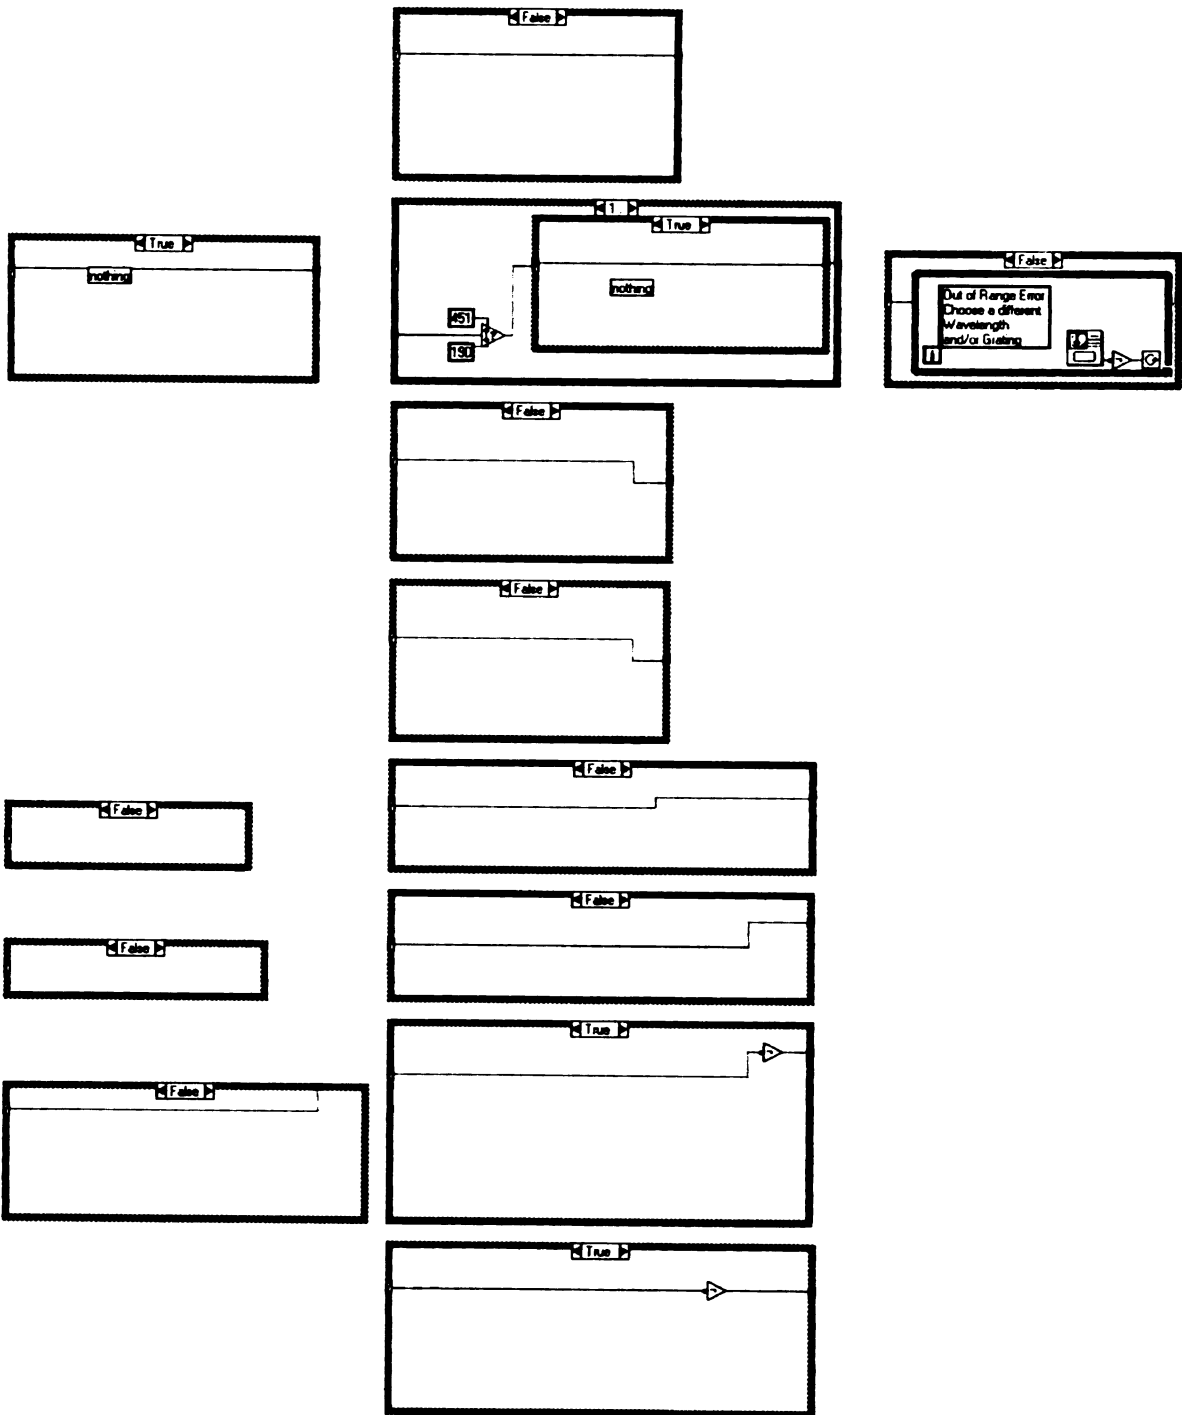 False
1
True
True
nothing
nothing
False
Out of Range Error
Choose a different
Wavelength
and/or Grating
451
190
i
False
False
False
False
False
False
True
False
True